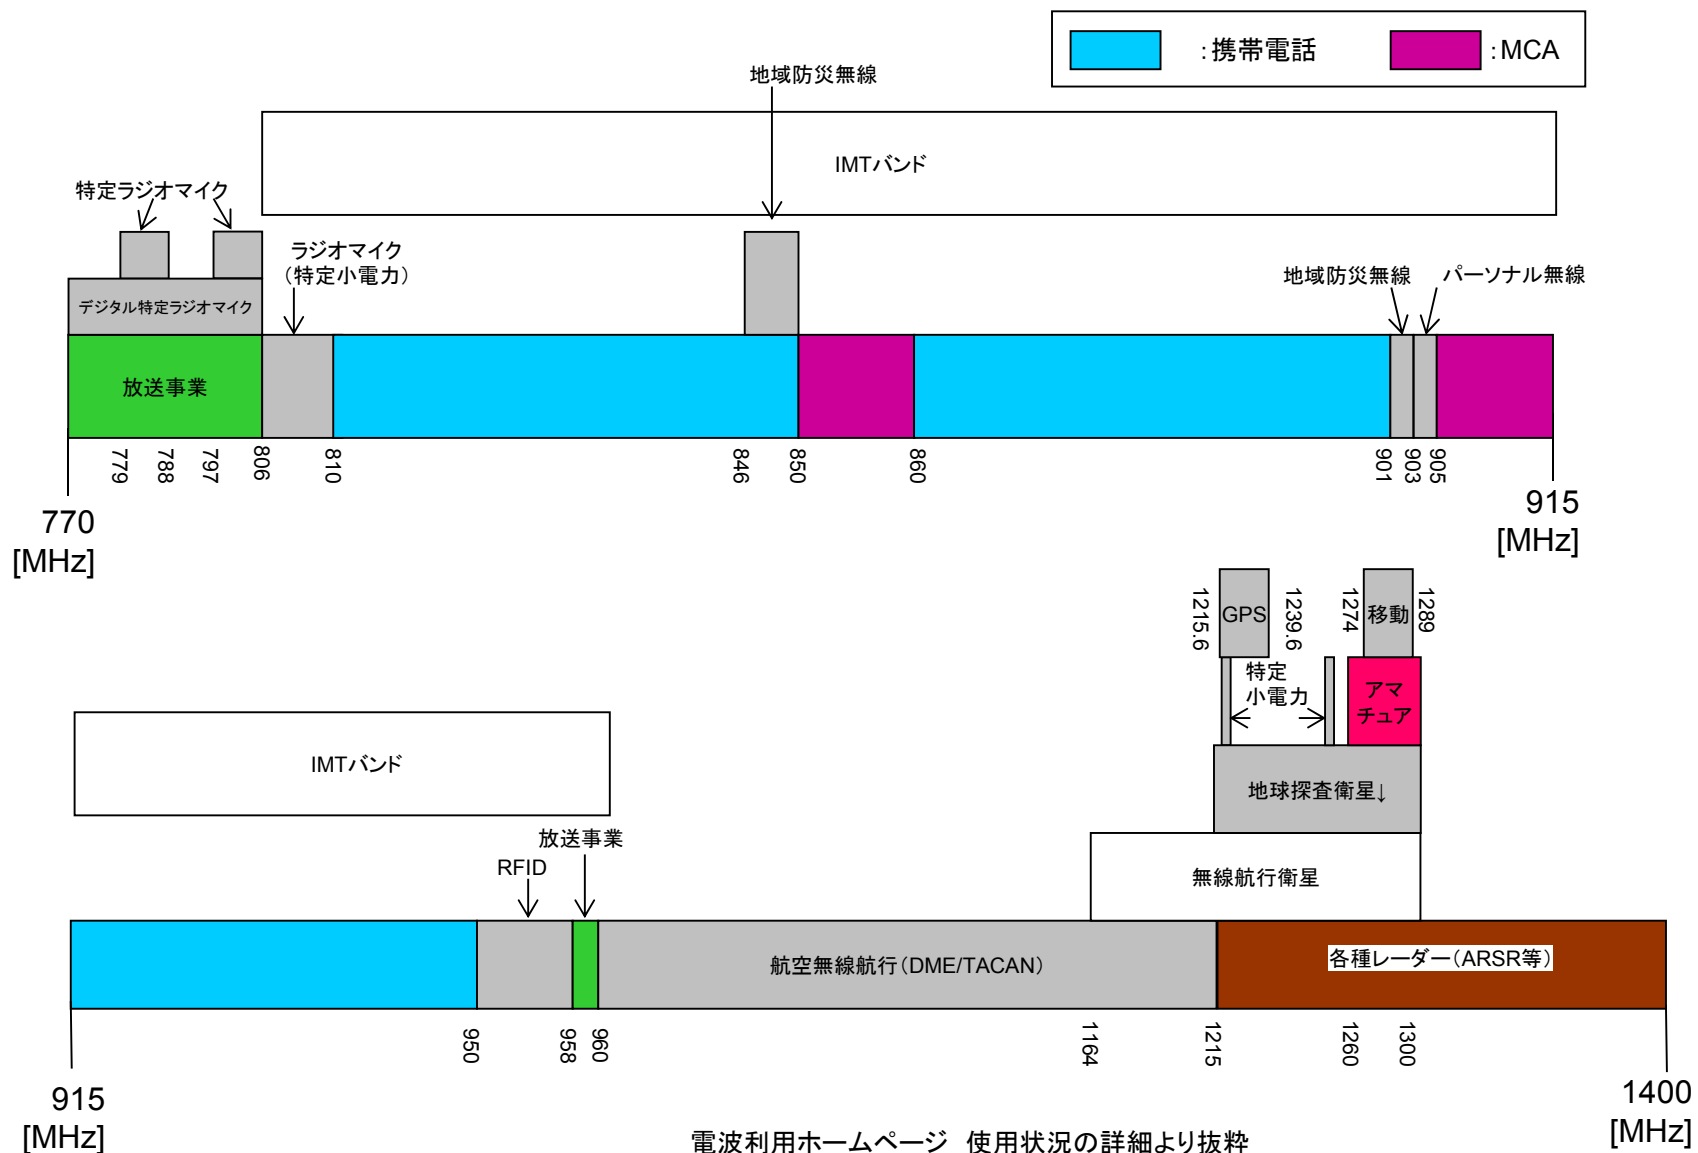 ：携帯電話
：MCA
地域防災無線
IMTバンド
特定ラジオマイク
ラジオマイク
（特定小電力）
地域防災無線
パーソナル無線
デジタル特定ラジオマイク
放送事業
779
788
797
806
810
846
850
860
901
903
905
770
[MHz]
915
[MHz]
1215.6
GPS
1239.6
1274
移動
1289
特定
小電力
アマ
チュア
IMTバンド
地球探査衛星↓
放送事業
RFID
無線航行衛星
航空無線航行（DME/TACAN）
各種レーダー（ARSR等）
950
958
960
1164
1215
1260
1300
915
[MHz]
1400
[MHz]
電波利用ホームページ 使用状況の詳細より抜粋